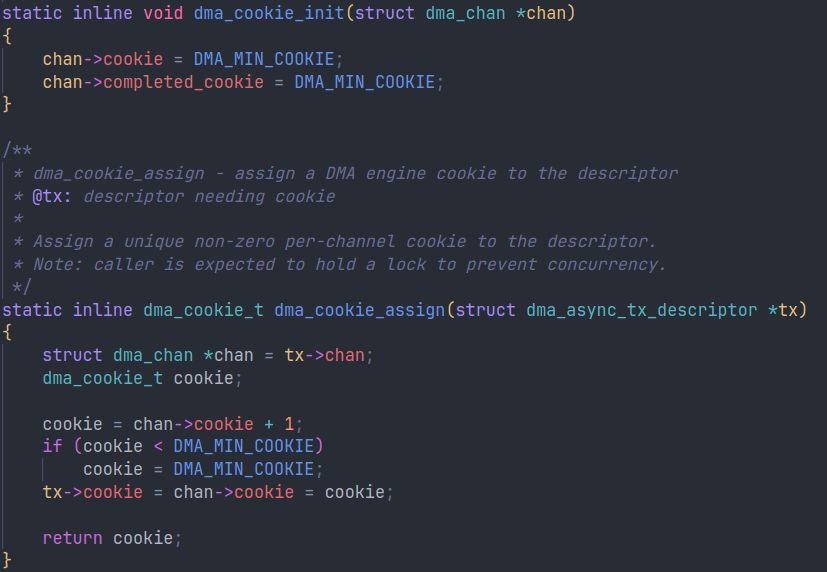 static inline void dma_cookie_init(struct dma_chan *chan)
{
    chan->cookie = DMA_MIN_COOKIE;
    chan->completed_cookie = DMA_MIN_COOKIE;
}

/**
 * dma_cookie_assign - assign a DMA engine cookie to the descriptor
 * @tx: descriptor needing cookie
 *
 * Assign a unique non-zero per-channel cookie to the descriptor.
 * Note: caller is expected to hold a lock to prevent concurrency.
 */
static inline dma_cookie_t dma_cookie_assign(struct dma_async_tx_descriptor *tx)
{
    struct dma_chan *chan = tx->chan;
    dma_cookie_t cookie;

    cookie = chan->cookie + 1;
    if (cookie < DMA_MIN_COOKIE)
        cookie = DMA_MIN_COOKIE;
    tx->cookie = chan->cookie = cookie;

    return cookie;
}